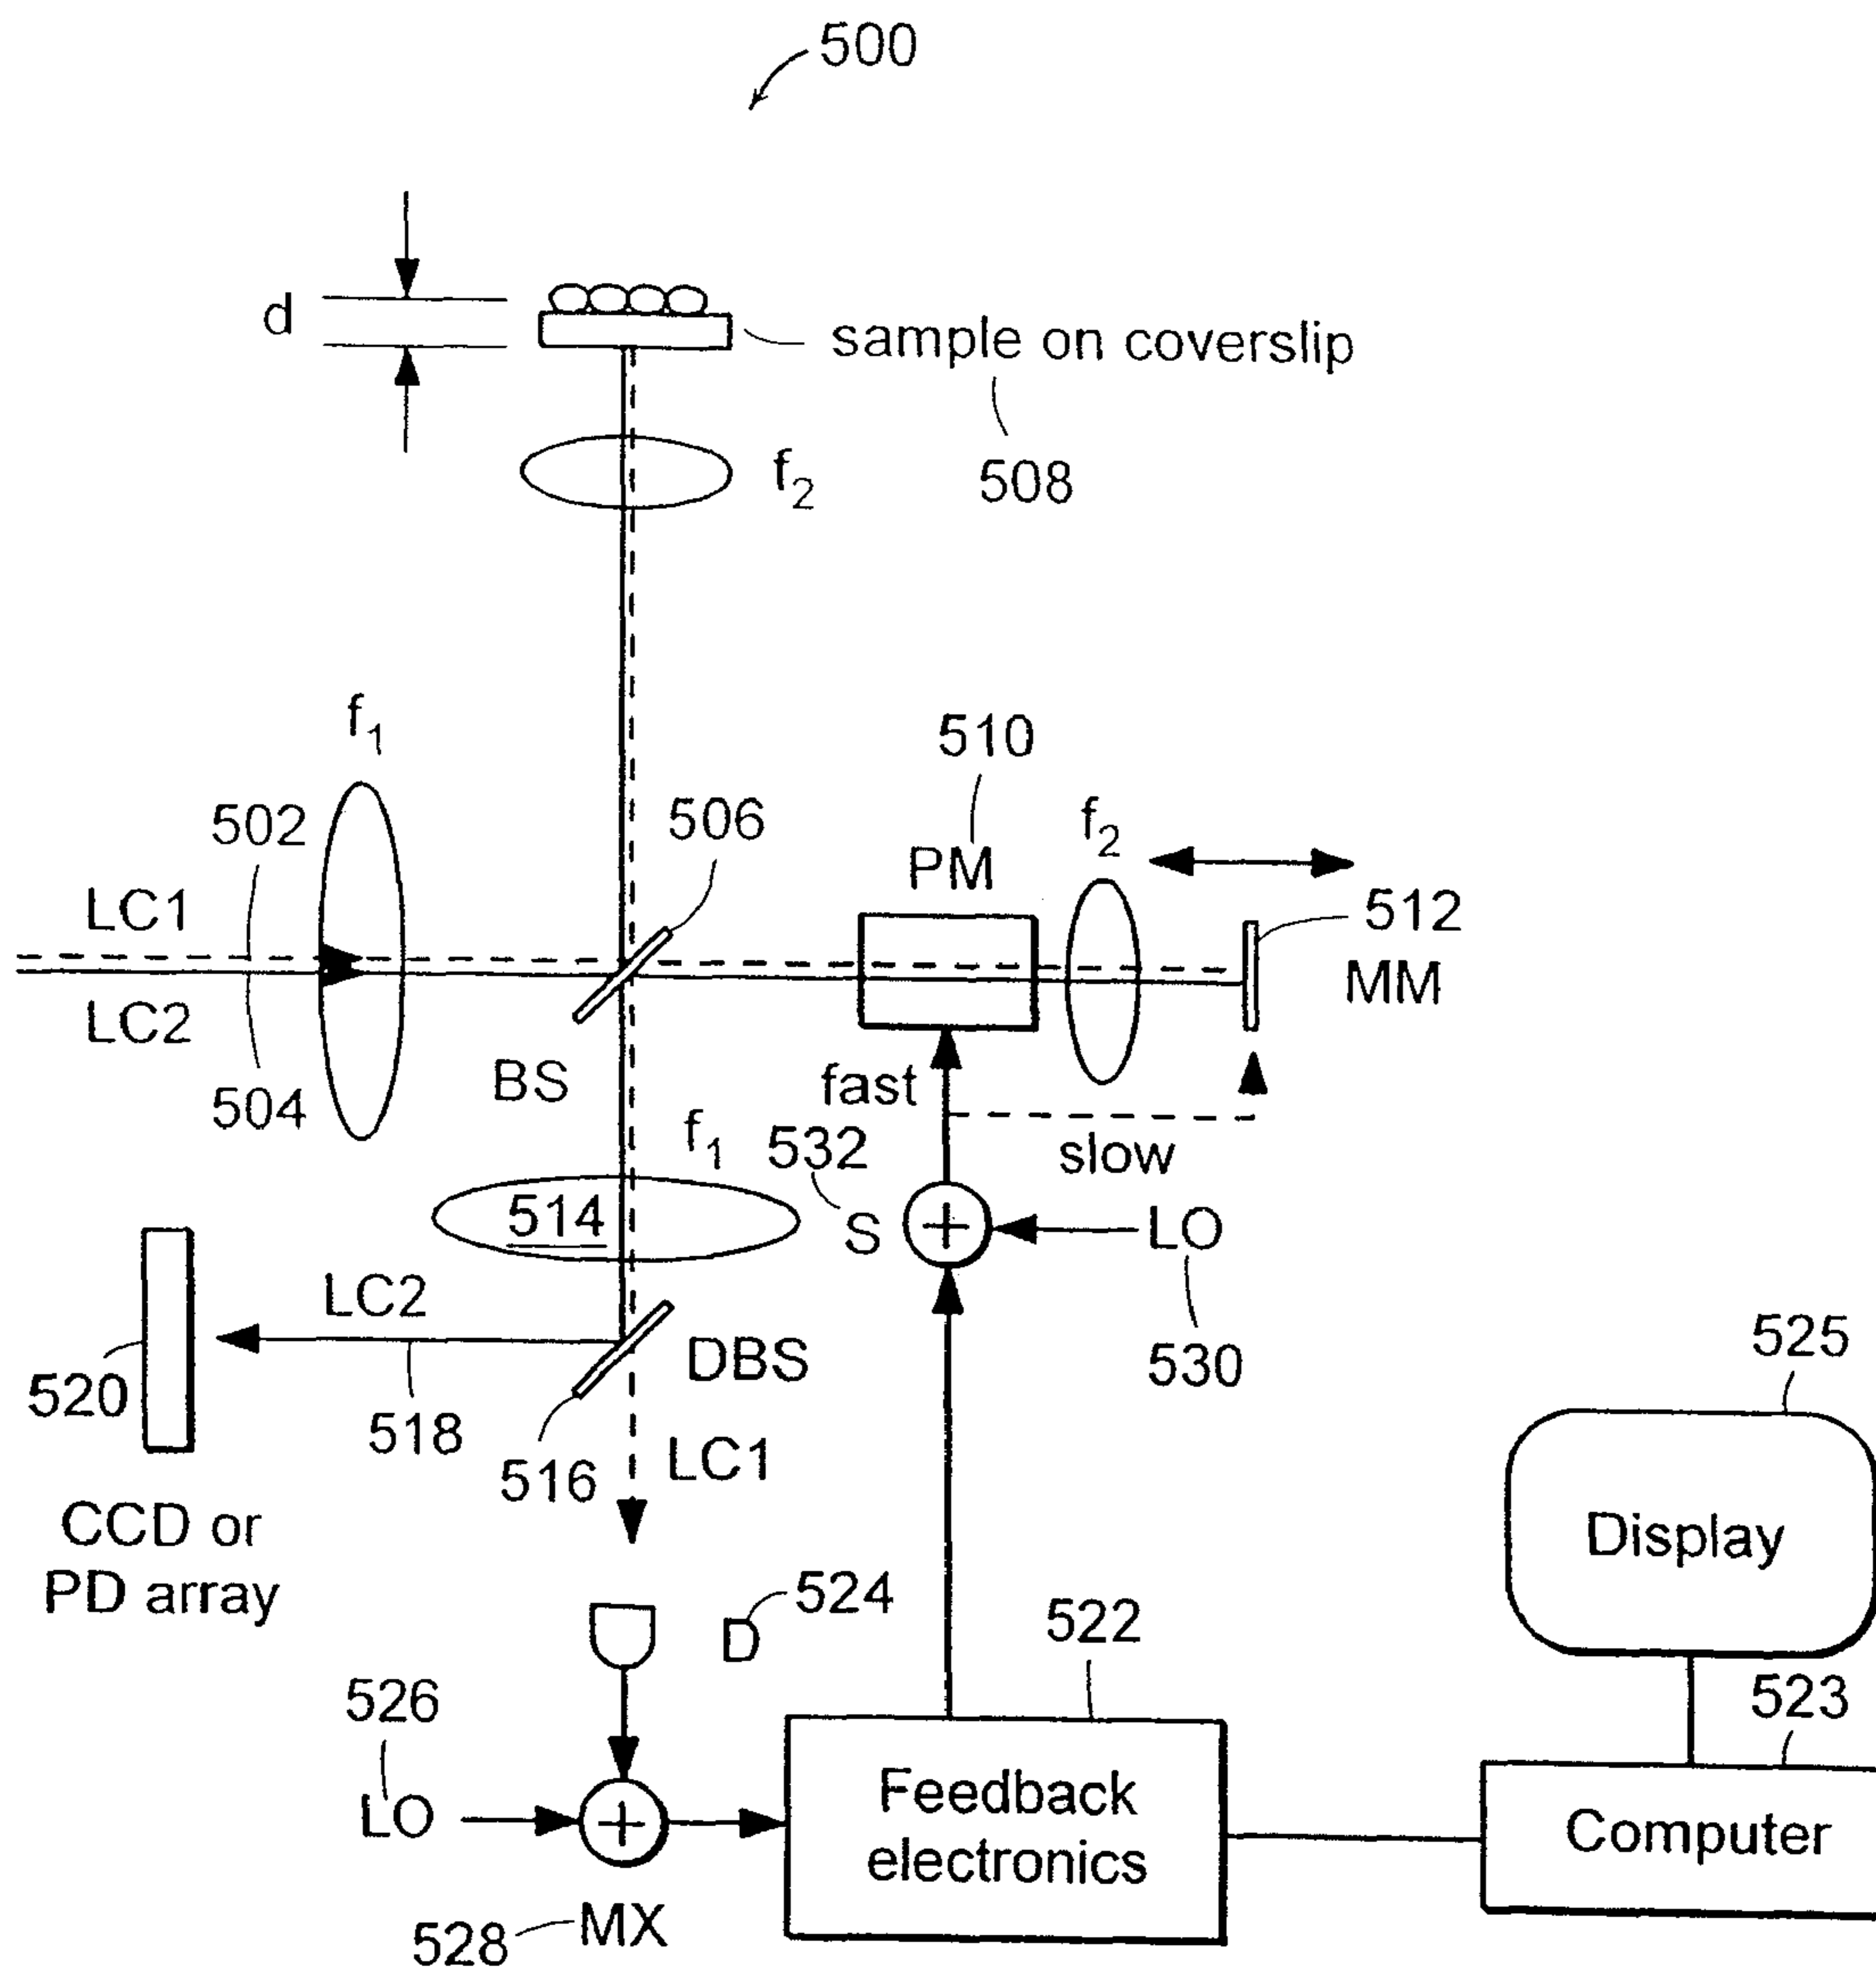 500
d
sample on coverslip
508
f2
f1
510
PM
f2
502
506
LC1
LC2
504
512
MM
BS
fast
slow
f1
532
S
LO
530
514
LC2
DBS
520
518
516
LC1
CCD or
PD array
525
Display
D
524
522
523
526
LO
Feedback
electronics
Computer
528
MX